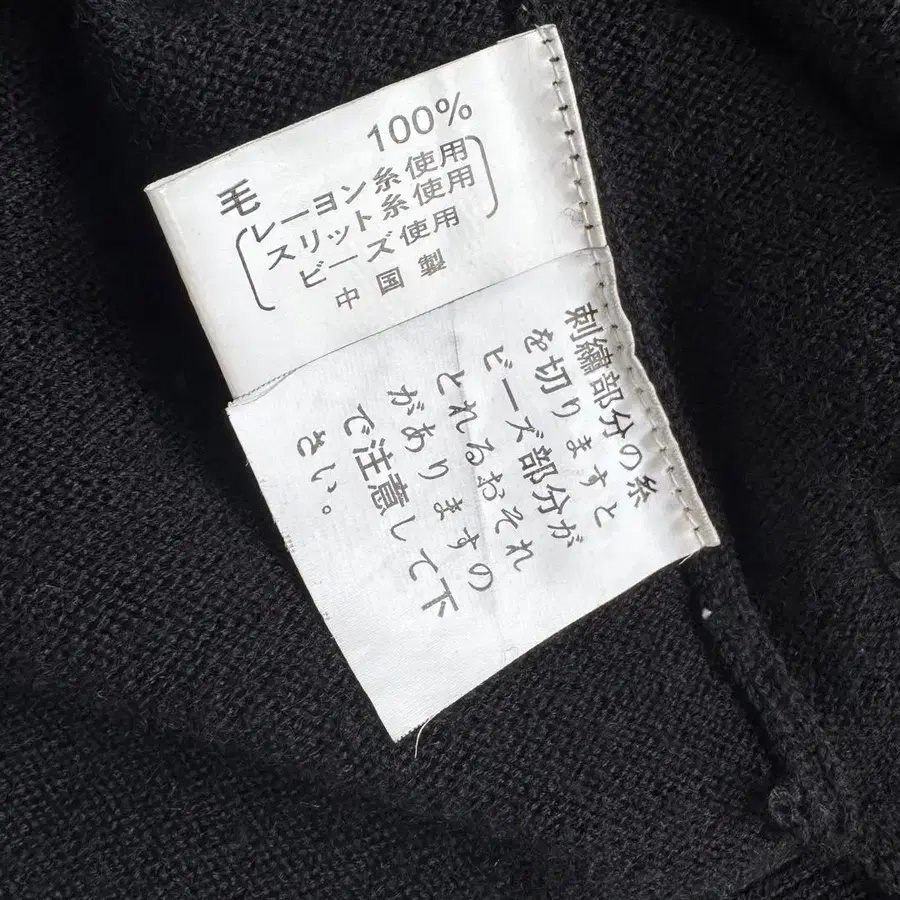 毛 100%
レーヨン糸使用
スリット糸使用
ビーズ使用
中国製
刺繍部分の糸
を切りますと
ビーズ部分が
とれるおそれ
がありますの
で注意して下
さい。